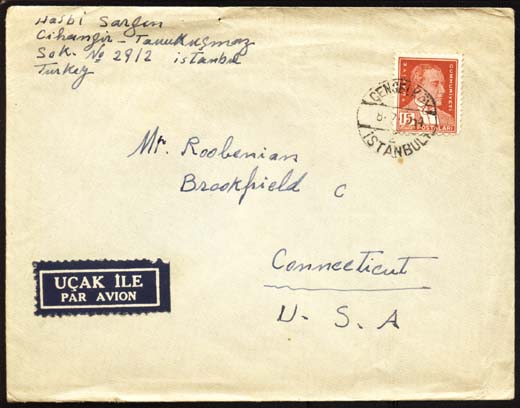 Hasbi Sargın
Cihangir - Tavukuçmaz
Sok. No 29/2 istanbul
Turkey
CUMHURİYETİ
15
POSTALARI
ÇENGELKÖY
İSTANBUL
Mr. Roobenian
Brookfield C
Connecticut
U. S. A
UÇAK İLE
PAR AVION